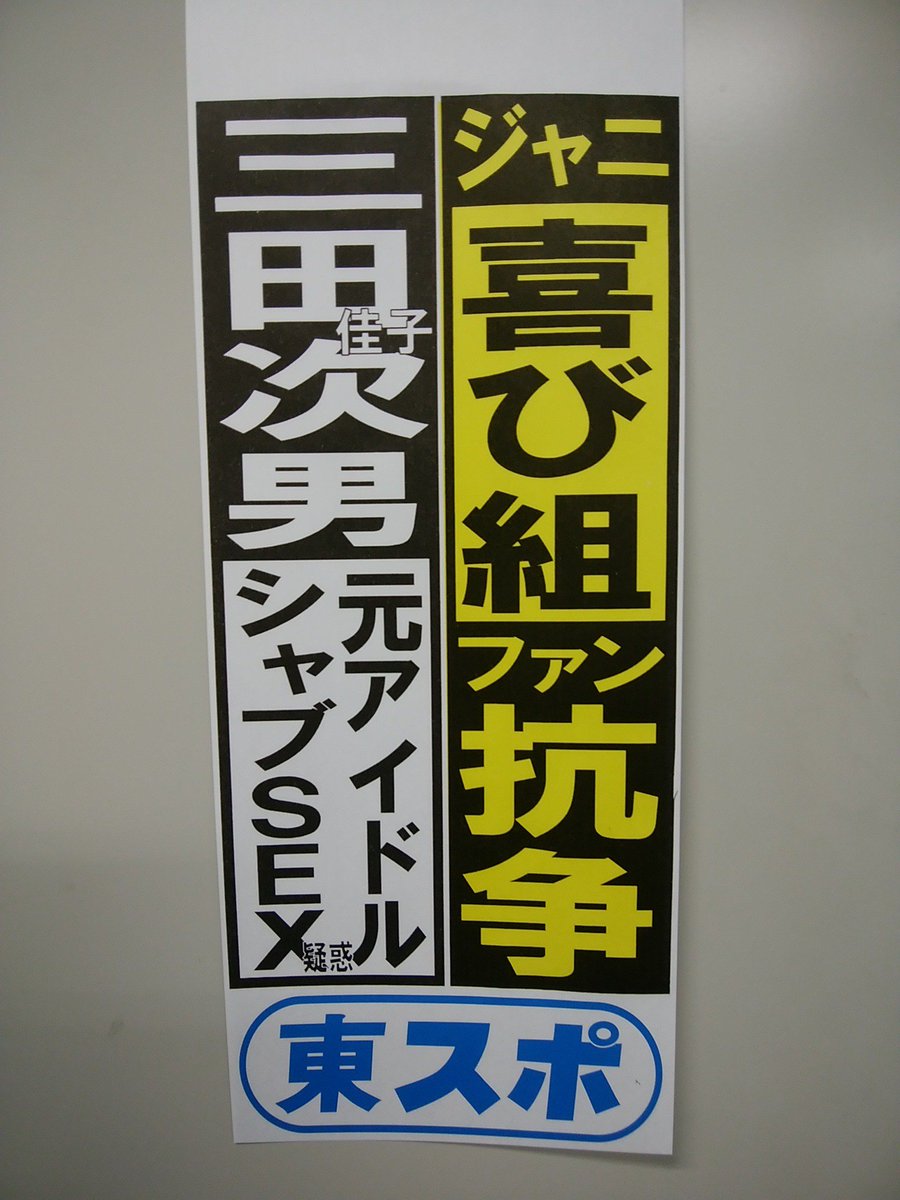 ジャニ
喜び組
ファン
抗争
三田佳子次男
元アイドル
シャブSEX疑惑
東スポ